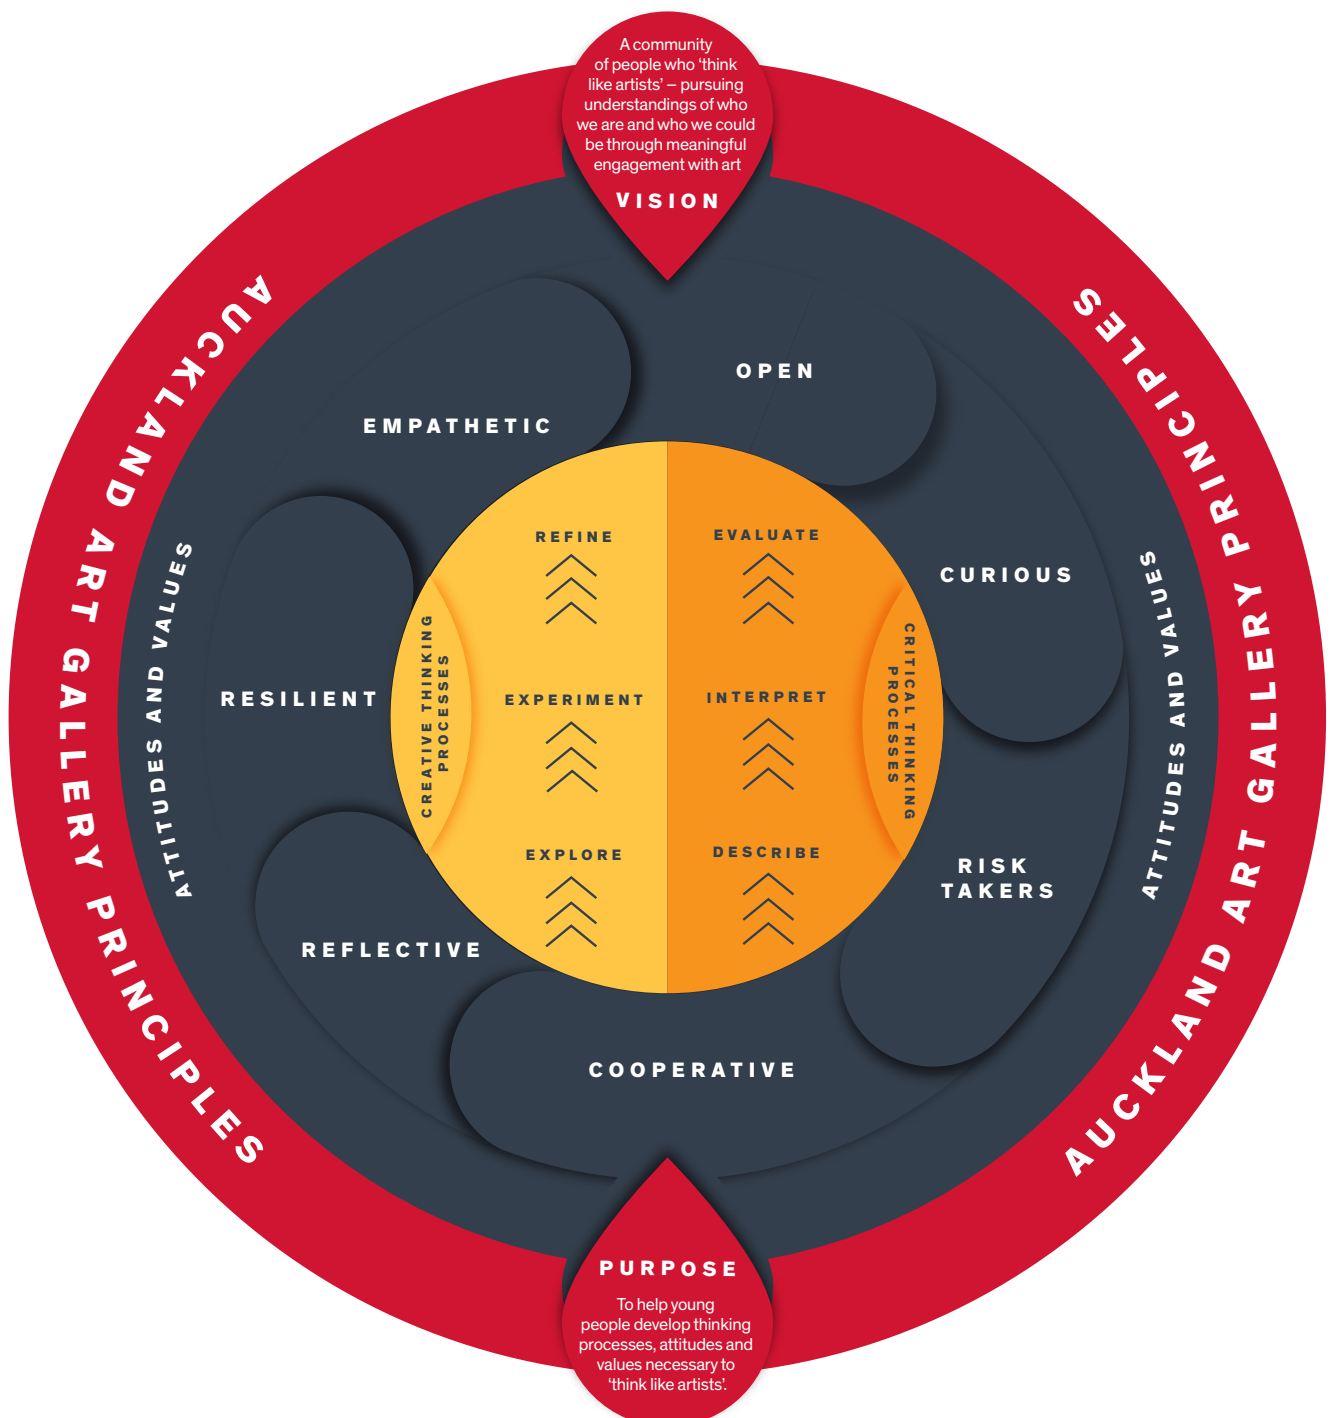 A community
of people who ‘think
like artists’ – pursuing
understandings of who
we are and who we could
be through meaningful
engagement with art
VISION
AUCKLAND ART GALLERY PRINCIPLES
AUCKLAND ART GALLERY PRINCIPLES
ATTITUDES AND VALUES
ATTITUDES AND VALUES
OPEN
EMPATHETIC
CURIOUS
RESILIENT
RISK
TAKERS
REFLECTIVE
COOPERATIVE
CREATIVE THINKING
PROCESSES
REFINE
EXPERIMENT
EXPLORE
EVALUATE
INTERPRET
DESCRIBE
CRITICAL THINKING
PROCESSES
PURPOSE
To help young
people develop thinking
processes, attitudes and
values necessary to
‘think like artists’.